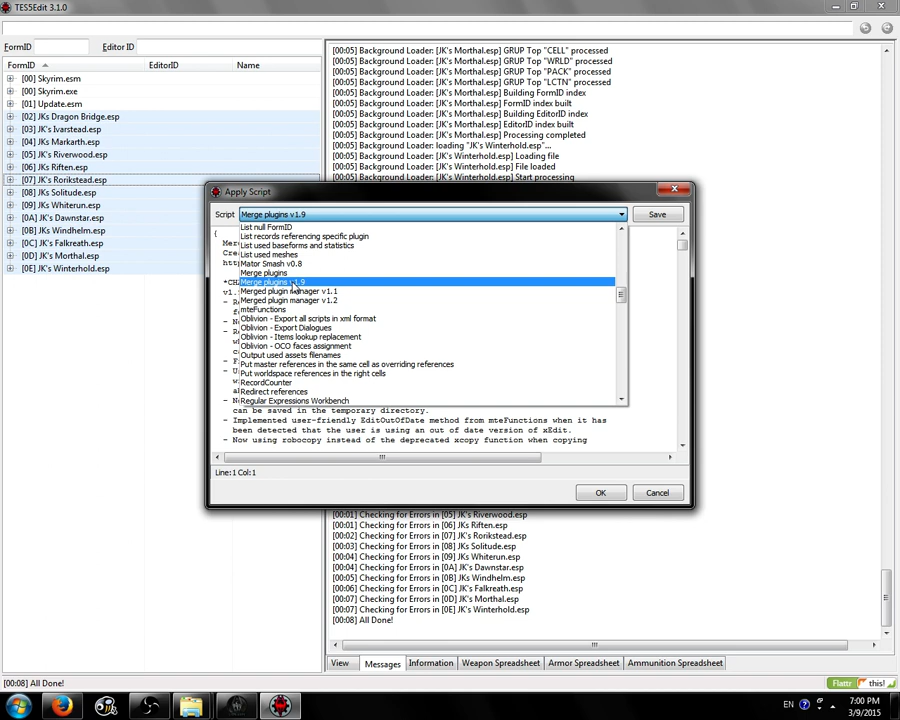 TES5Edit 3.1.0
FormID
Editor ID
FormID
EditorID
Name
[00] Skyrim.esm
[00] Skyrim.exe
[01] Update.esm
[02] JKs Dragon Bridge.esp
[03] JK's Ivarstead.esp
[04] JKs Markarth.esp
[05] JK's Riverwood.esp
[06] JKs Riften.esp
[07] JK's Rorikstead.esp
[08] JKs Solitude.esp
[09] JKs Whiterun.esp
[0A] JK's Dawnstar.esp
[0B] JKs Windhelm.esp
[0C] JK's Falkreath.esp
[0D] JK's Morthal.esp
[0E] JK's Winterhold.esp
[00:05] Background Loader: [JK's Morthal.esp] GRUP Top "CELL" processed
[00:05] Background Loader: [JK's Morthal.esp] GRUP Top "WRLD" processed
[00:05] Background Loader: [JK's Morthal.esp] GRUP Top "PACK" processed
[00:05] Background Loader: [JK's Morthal.esp] GRUP Top "LCTN" processed
[00:05] Background Loader: [JK's Morthal.esp] Building FormID index
[00:05] Background Loader: [JK's Morthal.esp] FormID index built
[00:05] Background Loader: [JK's Morthal.esp] Building EditorID index
[00:05] Background Loader: [JK's Morthal.esp] EditorID index built
[00:05] Background Loader: [JK's Morthal.esp] Processing completed
[00:05] Background Loader: loading "JK's Winterhold.esp"...
[00:05] Background Loader: [JK's Winterhold.esp] Loading file
[00:05] Background Loader: [JK's Winterhold.esp] File loaded
[00:05] Background Loader: [JK's Winterhold.esp] Start processing
Apply Script
Script
Merge plugins v1.9
Save
List null FormID
List records referencing specific plugin
List used baseforms and statistics
List used meshes
Mator Smash v0.8
Merge plugins
Merge plugins v1.9
Merged plugin manager v1.1
Merged plugin manager v1.2
mteFunctions
Oblivion - Export all scripts in xml format
Oblivion - Export Dialogues
Oblivion - Items lookup replacement
Oblivion - OCO faces assignment
Output used assets filenames
Put master references in the same cell as overriding references
Put worldspace references in the right cells
RecordCounter
Redirect references
Regular Expressions Workbench
can be saved in the temporary directory.
- Implemented user-friendly EditOutOfDate method from mteFunctions when it has
been detected that the user is using an out of date version of xEdit.
- Now using robocopy instead of the deprecated xcopy function when copying
Line:1 Col:1
OK
Cancel
[00:01] Checking for Errors in [05] JK's Riverwood.esp
[00:01] Checking for Errors in [06] JKs Riften.esp
[00:02] Checking for Errors in [07] JK's Rorikstead.esp
[00:03] Checking for Errors in [08] JKs Solitude.esp
[00:04] Checking for Errors in [09] JKs Whiterun.esp
[00:04] Checking for Errors in [0A] JK's Dawnstar.esp
[00:05] Checking for Errors in [0B] JKs Windhelm.esp
[00:06] Checking for Errors in [0C] JK's Falkreath.esp
[00:07] Checking for Errors in [0D] JK's Morthal.esp
[00:07] Checking for Errors in [0E] JK's Winterhold.esp
[00:08] All Done!
View
Messages
Information
Weapon Spreadsheet
Armor Spreadsheet
Ammunition Spreadsheet
[00:08] All Done!
Flattr
this!
EN
7:00 PM
3/9/2015